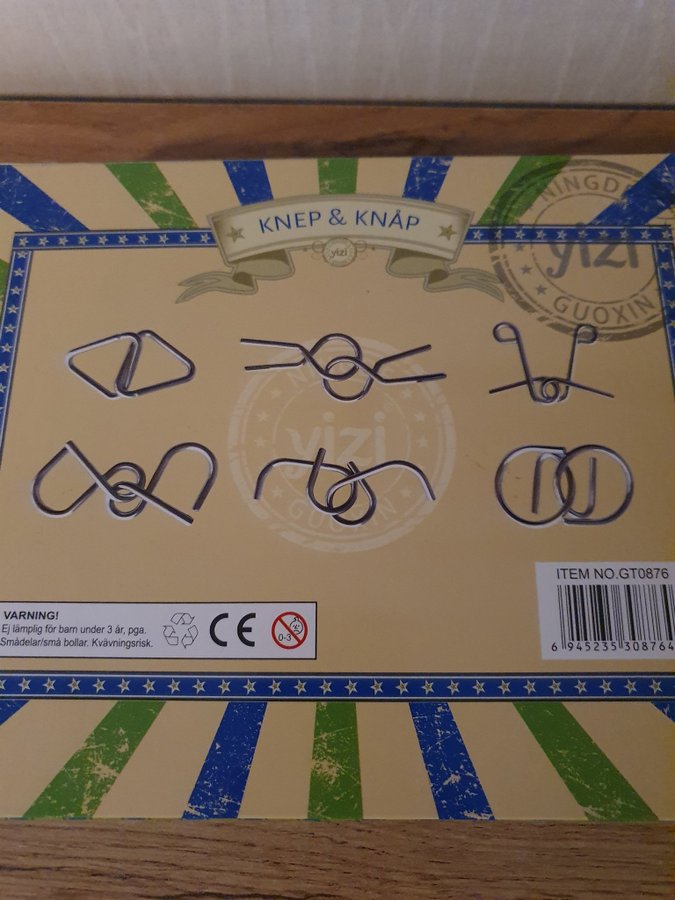 KNEP & KNÅP
yizi
NINGDE
yizi
GUOXIN
yizi
GUOXIN
VARNING!
Ej lämplig för barn under 3 år, pga.
Smådelar/små bollar. Kvävningsrisk.
CE
0-3
ITEM NO.GT0876
6 945235 308764